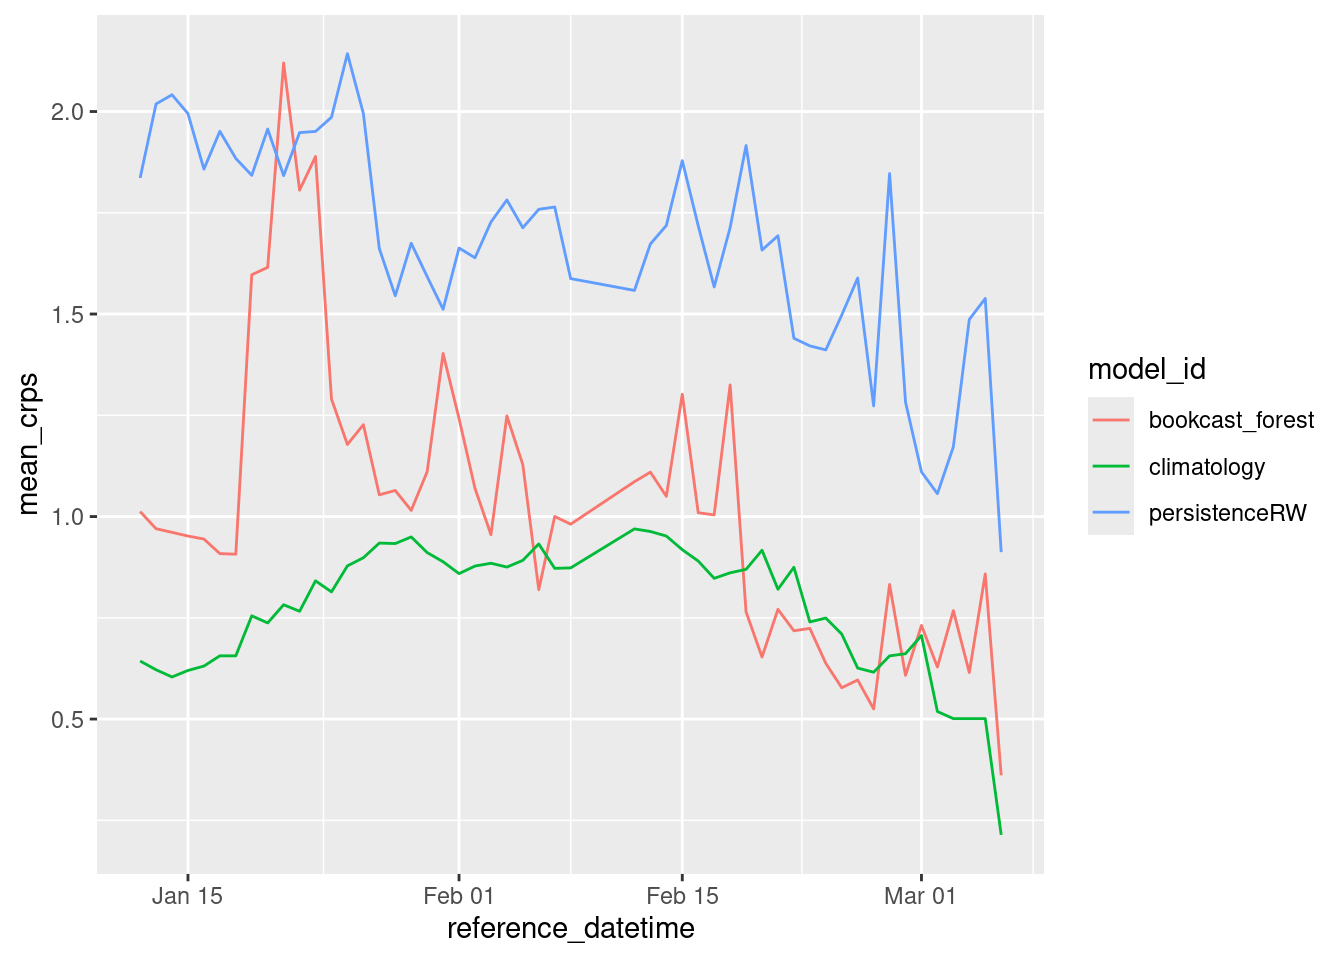 2.0
1.5
1.0
0.5
mean_crps
Jan 15
Feb 01
Feb 15
Mar 01
reference_datetime
model_id
bookcast_forest
climatology
persistenceRW